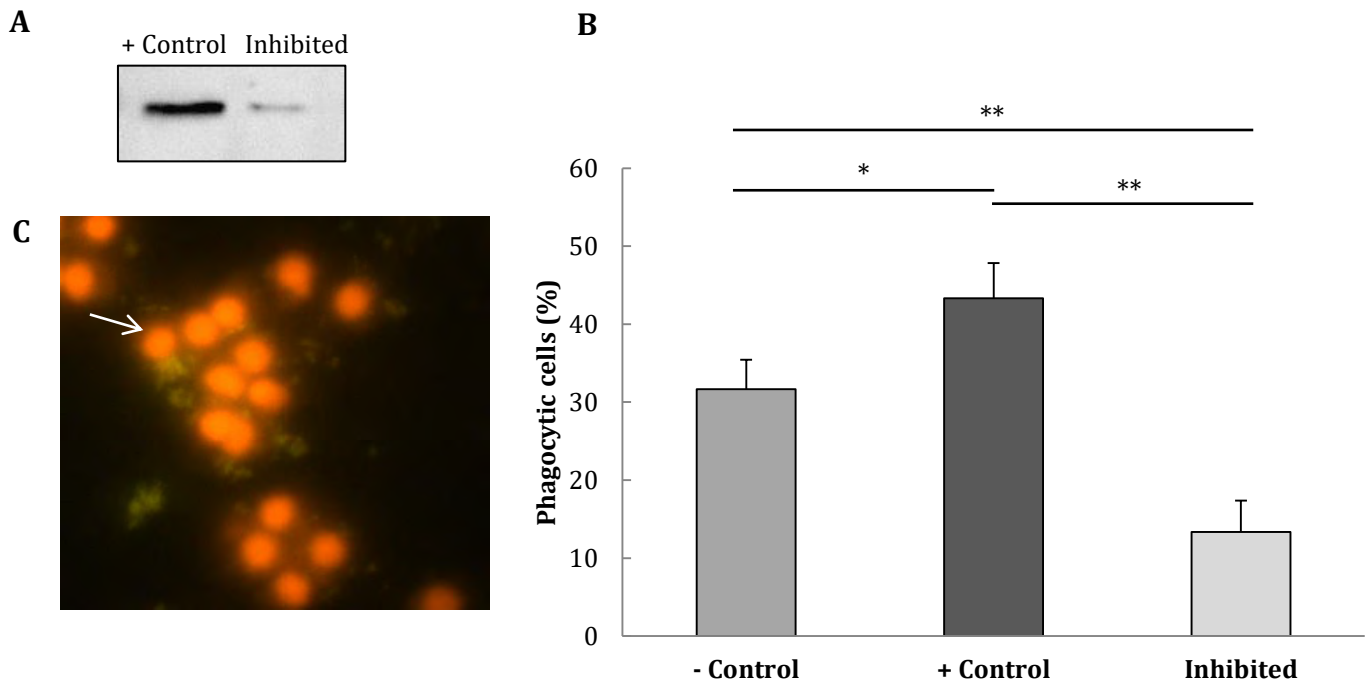 A
+ Control Inhibited
C
B
**
*
**
Phagocytic cells (%)
60
50
40
30
20
10
0
- Control + Control Inhibited